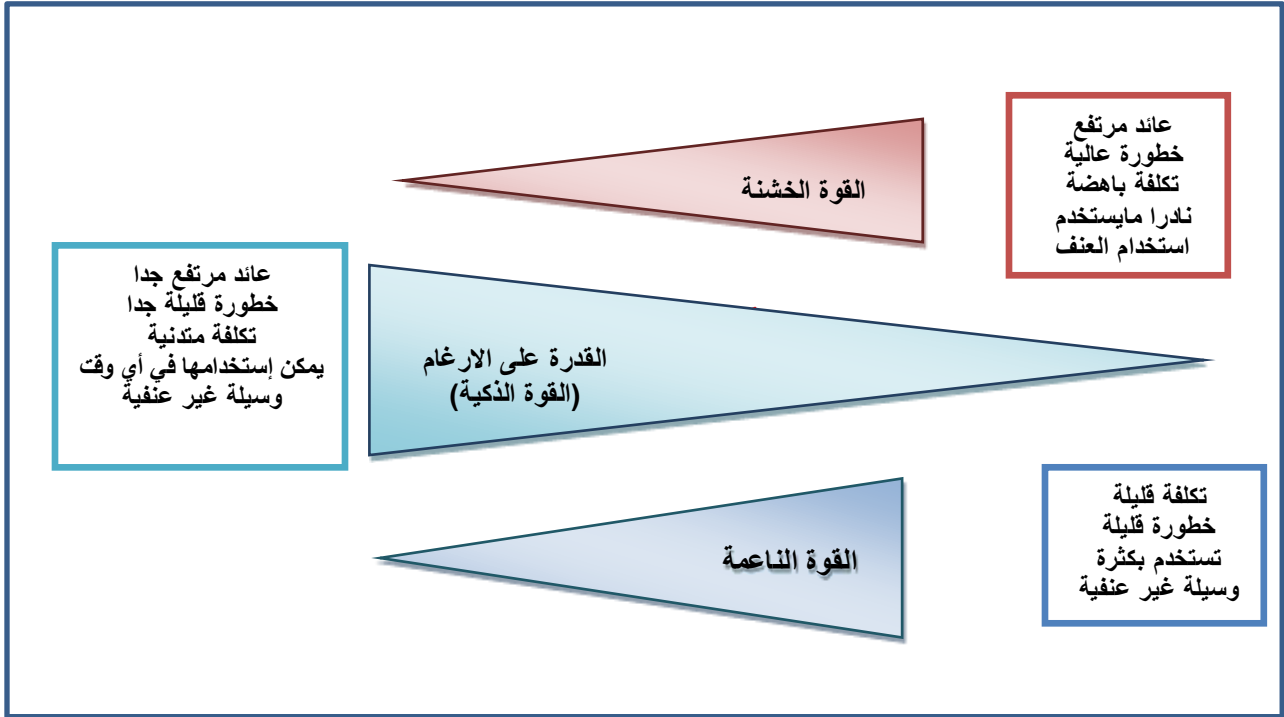 عائد مرتفع
خطورة عالية
تكلفة باهضة
نادرا مايستخدم
استخدام العنف
القوة الخشنة
القدرة على الارغام
(القوة الذكية)
عائد مرتفع جدا
خطورة قليلة جدا
تكلفة متدنية
يمكن إستخدامها في أي وقت
وسيلة غير عنفية
تكلفة قليلة
خطورة قليلة
تستخدم بكثرة
وسيلة غير عنفية
القوة الناعمة